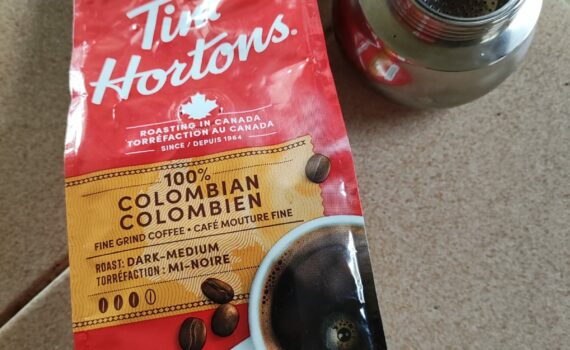 Tim
Hortons.
ROASTING IN CANADA
TORRÉFACTION AU CANADA
SINCE / DEPUIS 1964
100%
COLOMBIAN
COLOMBIEN
FINE GRIND COFFEE • CAFÉ MOUTURE FINE
ROAST: DARK-MEDIUM
TORRÉFACTION : MI-NOIRE